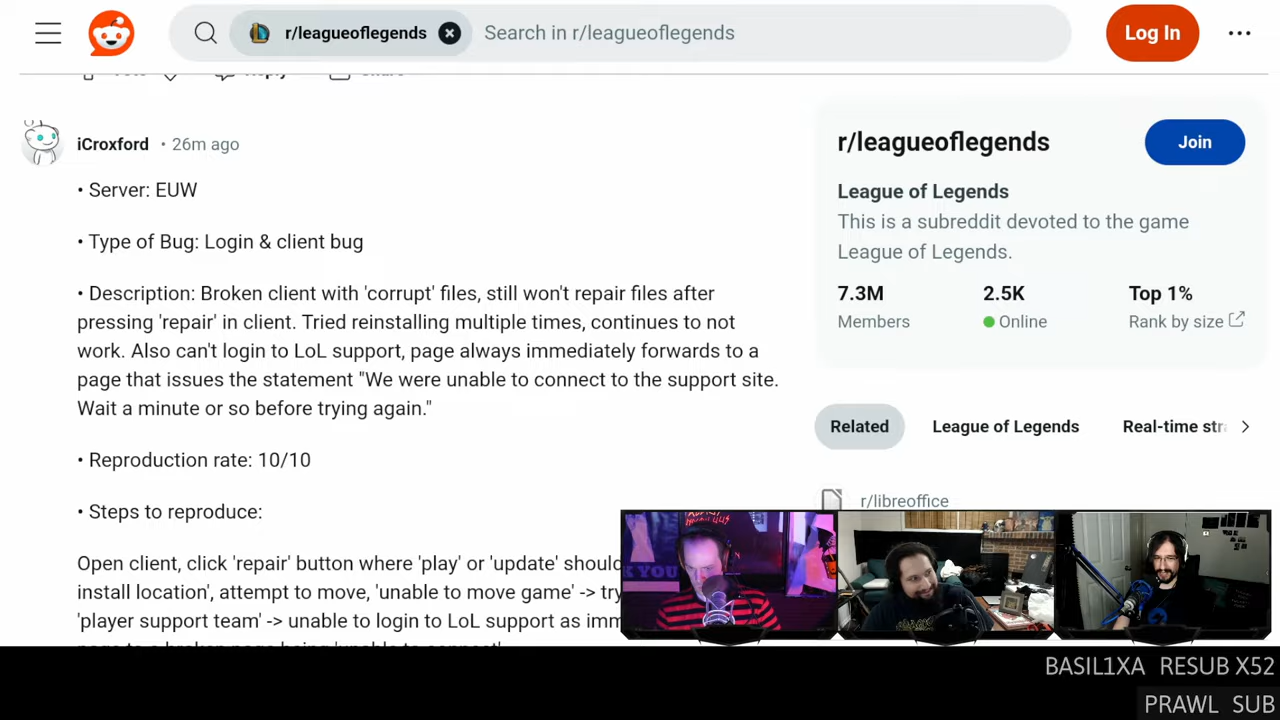 r/leagueoflegends
Search in r/leagueoflegends
Log In
iCroxford • 26m ago
• Server: EUW
• Type of Bug: Login & client bug
• Description: Broken client with 'corrupt' files, still won't repair files after
pressing 'repair' in client. Tried reinstalling multiple times, continues to not
work. Also can't login to LoL support, page always immediately forwards to a
page that issues the statement "We were unable to connect to the support site.
Wait a minute or so before trying again."
• Reproduction rate: 10/10
• Steps to reproduce:
Open client, click 'repair' button where 'play' or 'update'
install location', attempt to move, 'unable to move game' ->
'player support team' -> unable to login to LoL support as
r/leagueoflegends
Join
League of Legends
This is a subreddit devoted to the game
League of Legends.
7.3M 2.5K Top 1%
Members Online Rank by size
Related League of Legends Real-time
r/libreoffice
BASIL1XA RESUB X52
PRAWL SUB